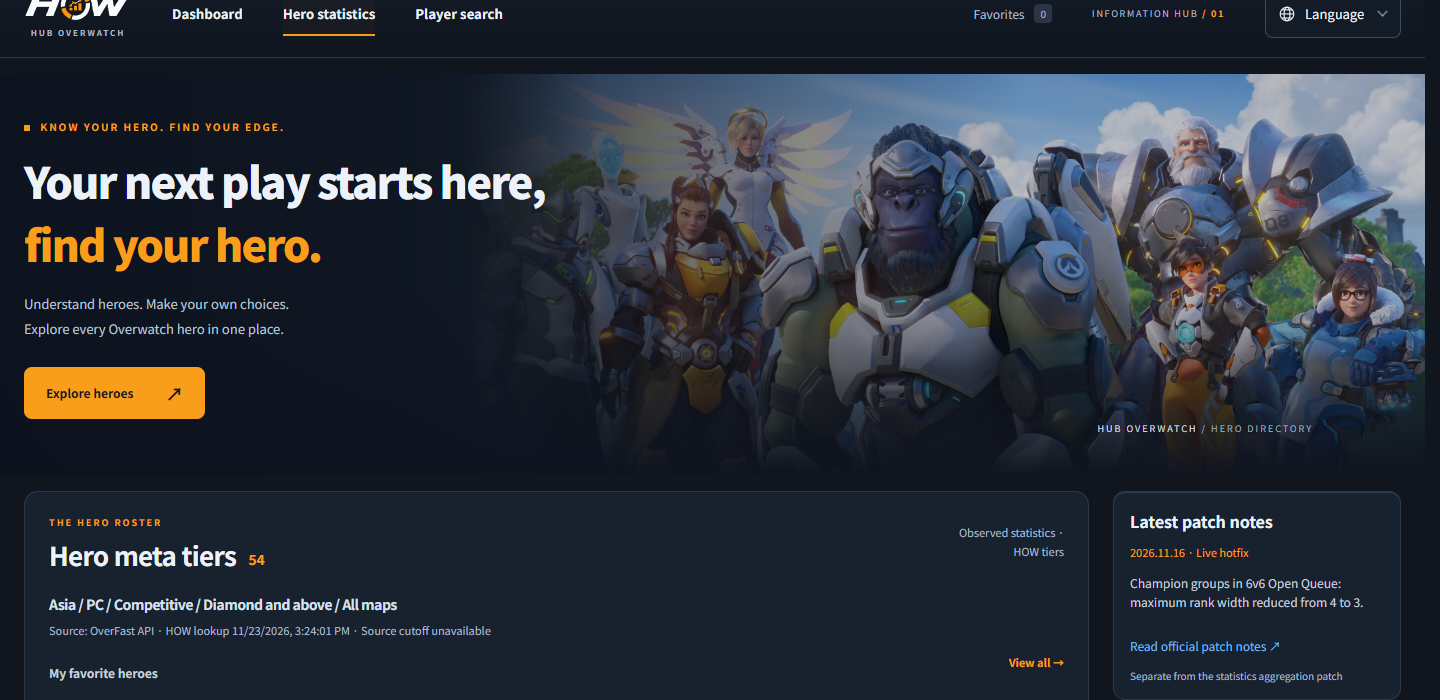 HOW
HUB OVERWATCH
Dashboard
Hero statistics
Player search
Favorites 0
INFORMATION HUB / 01
Language
KNOW YOUR HERO. FIND YOUR EDGE.
Your next play starts here,
find your hero.
Understand heroes. Make your own choices.
Explore every Overwatch hero in one place.
Explore heroes ↗
08
HUB OVERWATCH / HERO DIRECTORY
THE HERO ROSTER
Hero meta tiers 54
Observed statistics ·
HOW tiers
Asia / PC / Competitive / Diamond and above / All maps
Source: OverFast API · HOW lookup 11/23/2026, 3:24:01 PM · Source cutoff unavailable
My favorite heroes
View all →
Latest patch notes
2026.11.16 · Live hotfix
Champion groups in 6v6 Open Queue:
maximum rank width reduced from 4 to 3.
Read official patch notes ↗
Separate from the statistics aggregation patch